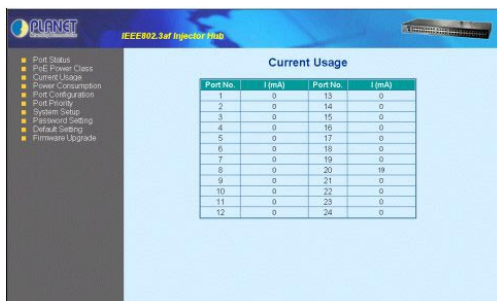 PLANET
Networking & Communication
IEEE802.3af Injector Hub
Port Status
PoE Power Class
Current Usage
Power Consumption
Port Configuration
Port Priority
System Setup
Password Setting
Default Setting
Firmware Upgrade
Current Usage
Port No. I (mA) Port No. I (mA)
1 0 13 0
2 0 14 0
3 0 15 0
4 0 16 0
5 0 17 0
6 0 18 0
7 0 19 0
8 0 20 19
9 0 21 0
10 0 22 0
11 0 23 0
12 0 24 0